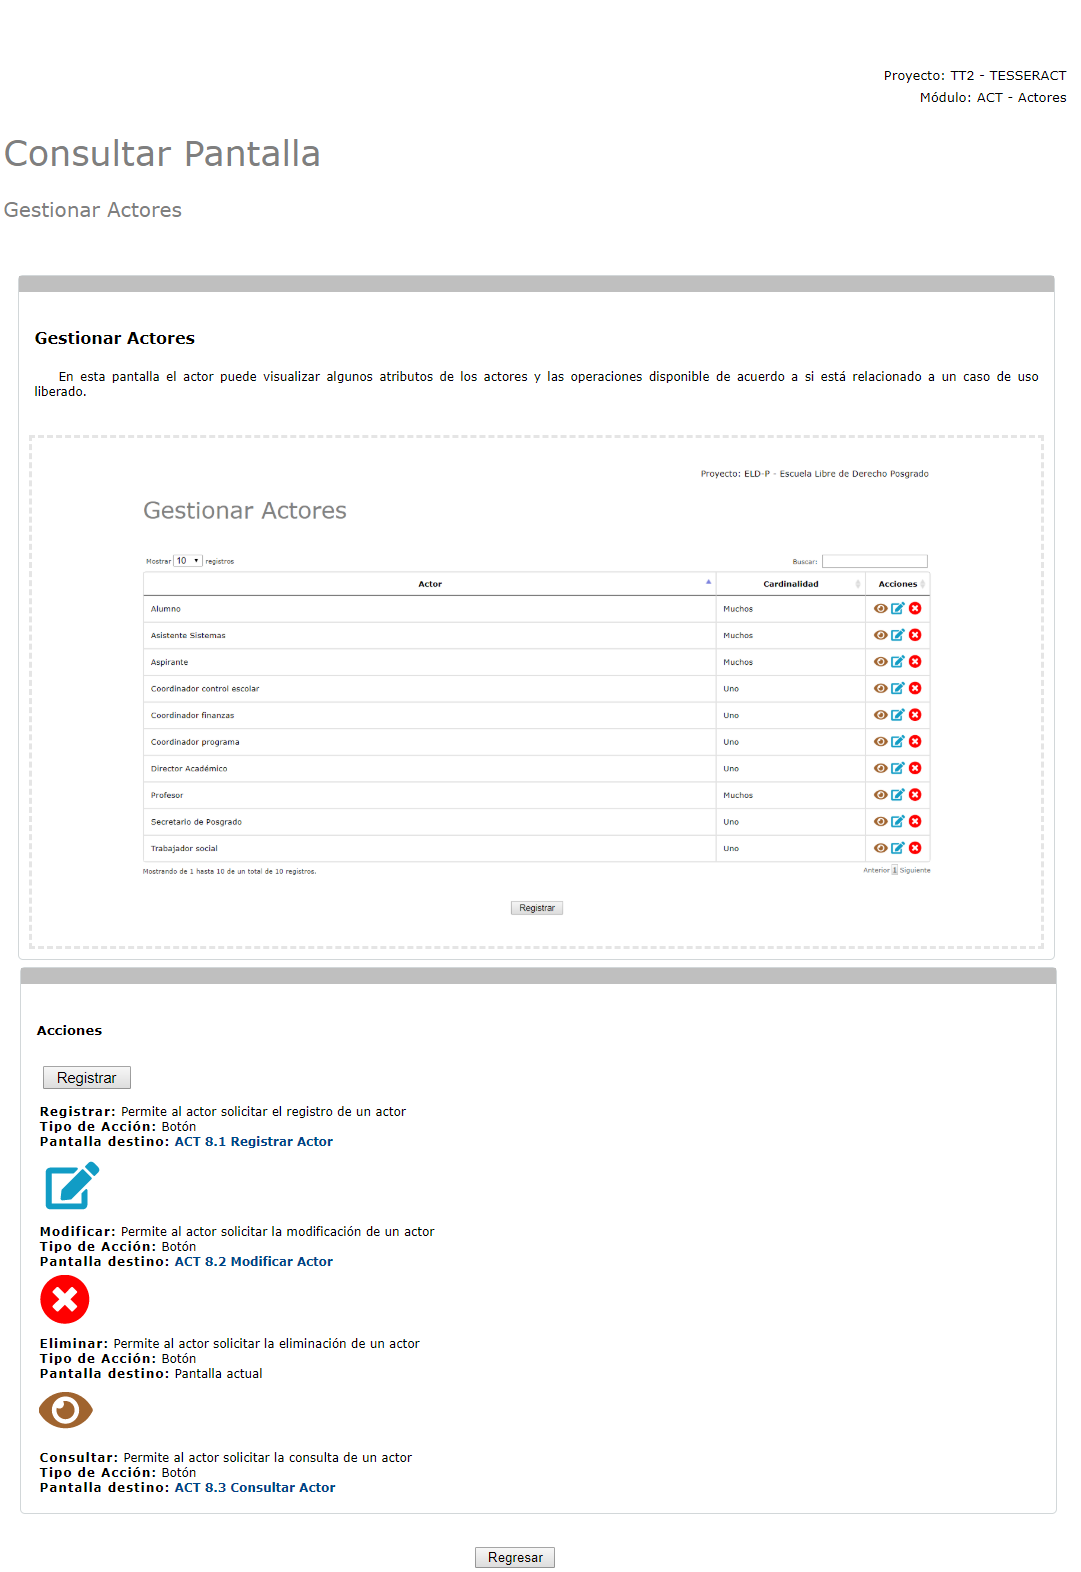 Proyecto: TT2 - TESSERACT
Módulo: ACT - Actores
Consultar Pantalla
Gestionar Actores
Gestionar Actores
En esta pantalla el actor puede visualizar algunos atributos de los actores y las operaciones disponible de acuerdo a si está relacionado a un caso de uso
liberado.
Proyecto: ELD-P - Escuela Libre de Derecho Posgrado
Gestionar Actores
Mostrar 10 registros Buscar:
Actor Cardinalidad Acciones
Alumno Muchos
Asistente Sistemas Muchos
Aspirante Muchos
Coordinador control escolar Uno
Coordinador finanzas Uno
Coordinador programa Uno
Director Académico Uno
Profesor Muchos
Secretario de Posgrado Uno
Trabajador social Uno
Mostrando de 1 hasta 10 de un total de 10 registros. Anterior 1 Siguiente
Registrar
Acciones
Registrar
Registrar: Permite al actor solicitar el registro de un actor
Tipo de Acción: Botón
Pantalla destino: ACT 8.1 Registrar Actor
Modificar: Permite al actor solicitar la modificación de un actor
Tipo de Acción: Botón
Pantalla destino: ACT 8.2 Modificar Actor
Eliminar: Permite al actor solicitar la eliminación de un actor
Tipo de Acción: Botón
Pantalla destino: Pantalla actual
Consultar: Permite al actor solicitar la consulta de un actor
Tipo de Acción: Botón
Pantalla destino: ACT 8.3 Consultar Actor
Regresar